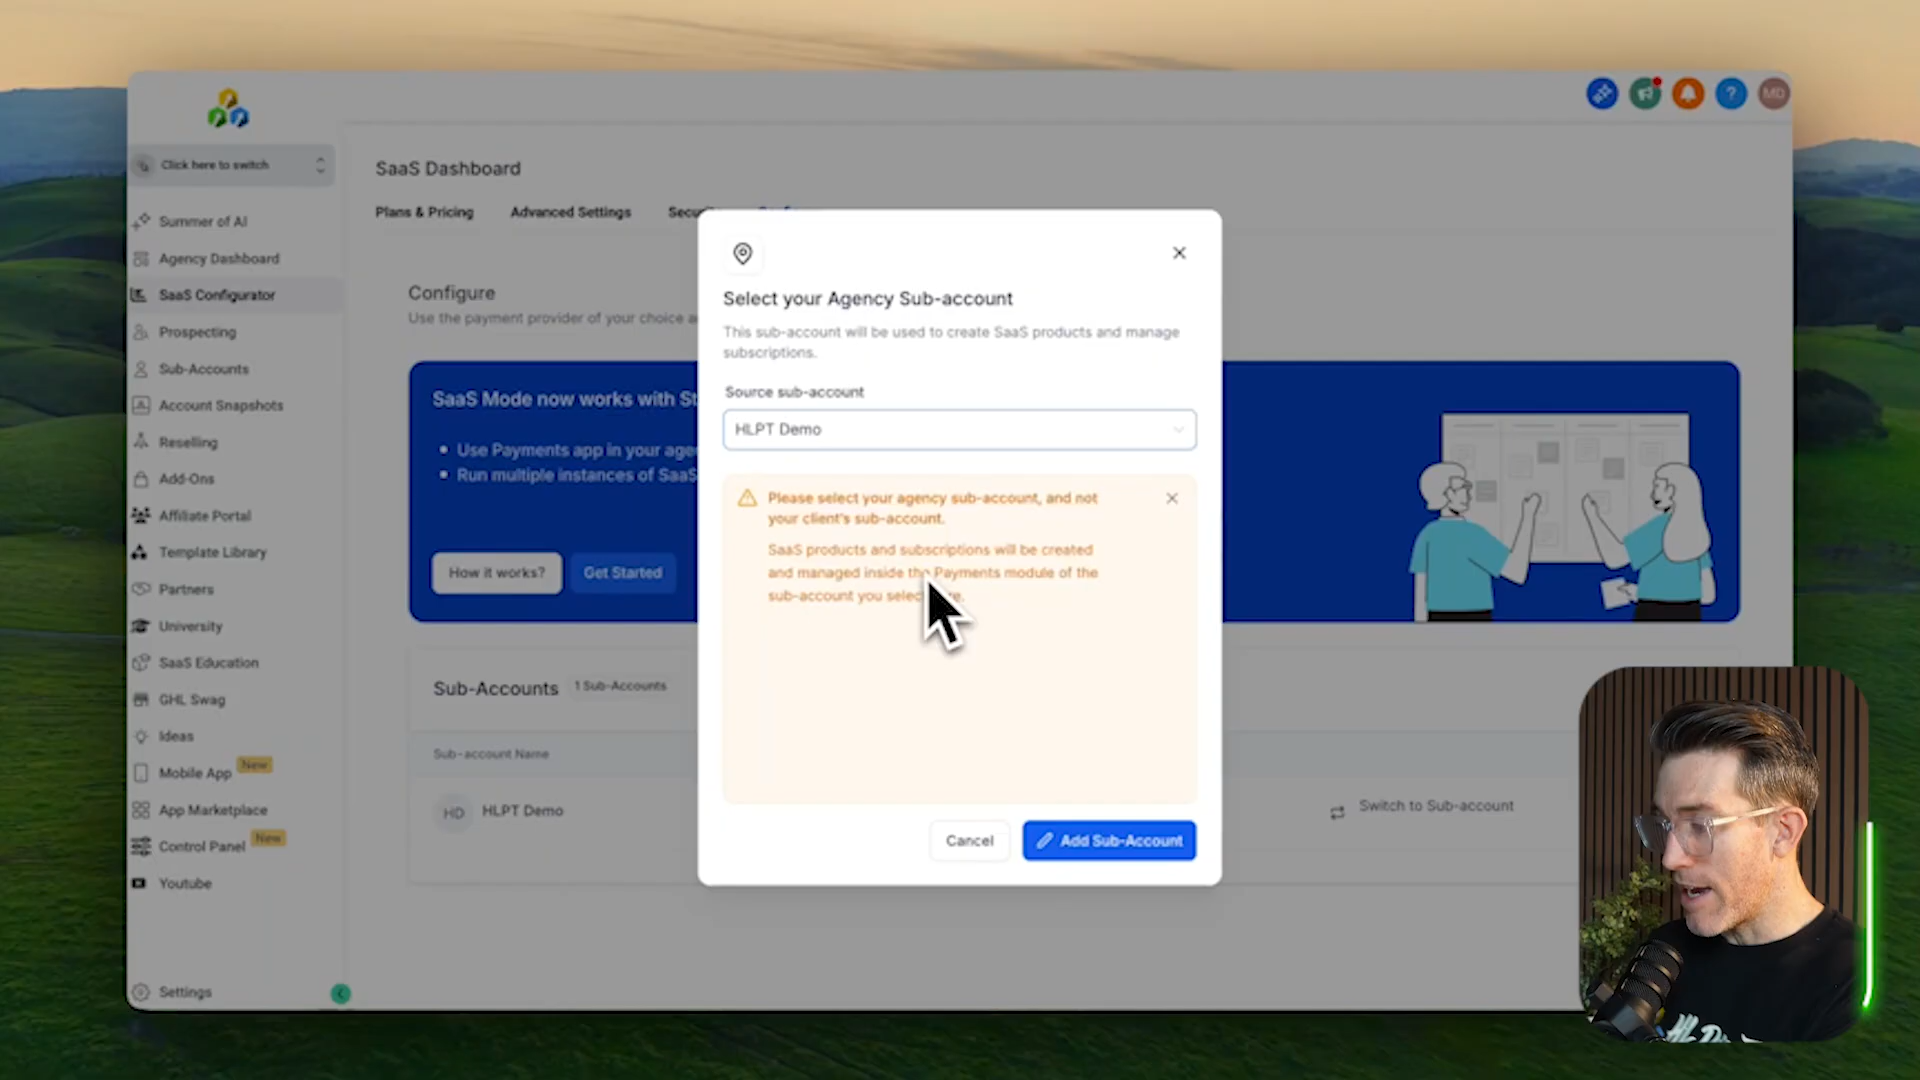 MD
Click here to switch
SaaS Dashboard
Plans & Pricing
Advanced Settings
Summer of AI
Agency Dashboard
SaaS Configurator
Prospecting
Sub-Accounts
Account Snapshots
Reselling
Add-Ons
Affiliate Portal
Template Library
Partners
University
SaaS Education
GHL Swag
Ideas
Mobile App New
App Marketplace
Control Panel New
Youtube
Settings
Configure
Use the payment provider of your choice
SaaS Mode now works with
Use Payments app in your
Run multiple instances of SaaS
How it works?
Get Started
Sub-Accounts 1 Sub-Accounts
Sub-account Name
HD HLPT Demo
Switch to Sub-account
Select your Agency Sub-account
This sub-account will be used to create SaaS products and manage
subscriptions.
Source sub-account
HLPT Demo
Please select your agency sub-account, and not
your client's sub-account.
SaaS products and subscriptions will be created
and managed inside the Payments module of the
sub-account you
Cancel
Add Sub-Account